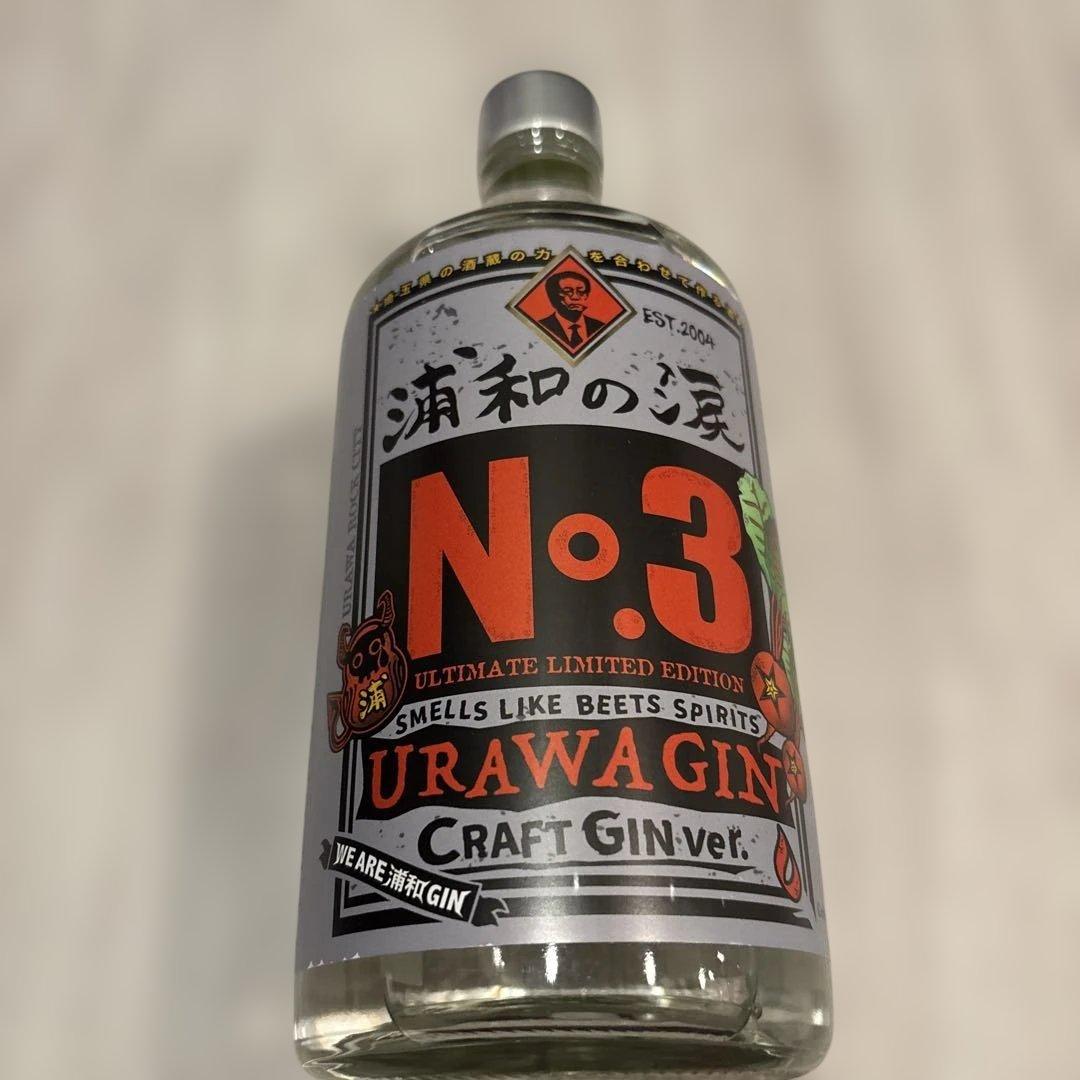 埼玉県の酒蔵の力を合わせて作る
EST.2004
浦和の涙
URAWA ROCK CITY
No.3
ULTIMATE LIMITED EDITION
浦
SMELLS LIKE BEETS SPIRITS
URAWA GIN
CRAFT GIN ver.
WE ARE 浦和 GIN